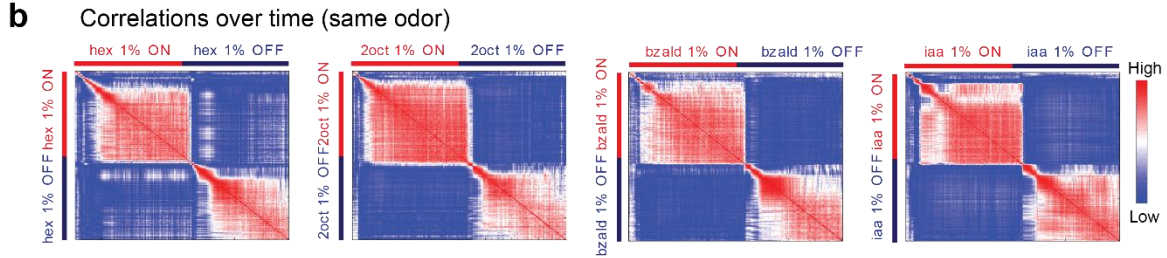 b
Correlations over time (same odor)
hex 1% ON hex 1% OFF
2oct 1% ON 2oct 1% OFF
bzald 1% ON bzald 1% OFF
iaa 1% ON iaa 1% OFF
hex 1% ON
hex 1% OFF
2oct 1% ON
2oct 1% OFF
bzald 1% ON
bzald 1% OFF
iaa 1% ON
iaa 1% OFF
High
Low